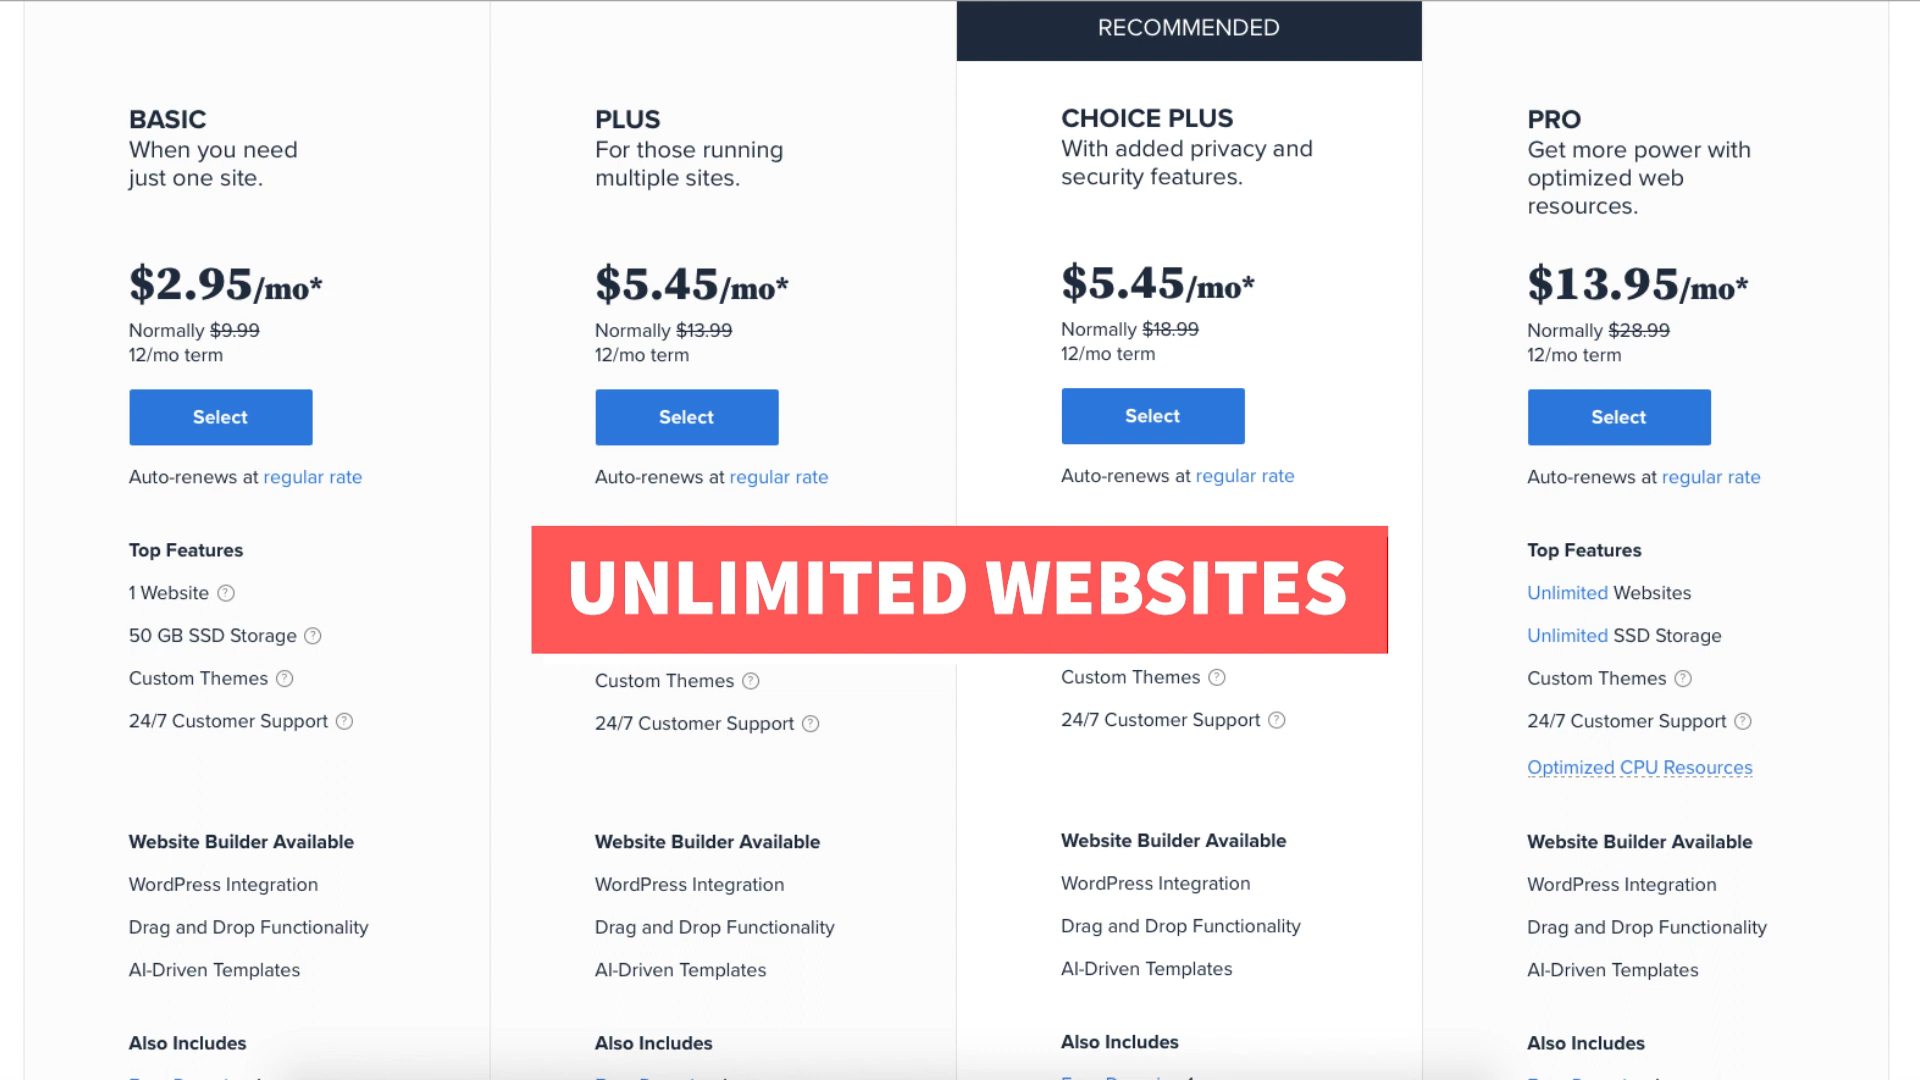 RECOMMENDED
BASIC
When you need
just one site.
$2.95/mo*
Normally $9.99
12/mo term
Select
Auto-renews at regular rate
Top Features
1 Website
50 GB SSD Storage
Custom Themes
24/7 Customer Support
Website Builder Available
WordPress Integration
Drag and Drop Functionality
AI-Driven Templates
Also Includes
PLUS
For those running
multiple sites.
$5.45/mo*
Normally $13.99
12/mo term
Select
Auto-renews at regular rate
UNLIMITED WEBSITES
Custom Themes
24/7 Customer Support
Website Builder Available
WordPress Integration
Drag and Drop Functionality
AI-Driven Templates
Also Includes
CHOICE PLUS
With added privacy and
security features.
$5.45/mo*
Normally $18.99
12/mo term
Select
Auto-renews at regular rate
Custom Themes
24/7 Customer Support
Website Builder Available
WordPress Integration
Drag and Drop Functionality
AI-Driven Templates
Also Includes
PRO
Get more power with
optimized web
resources.
$13.95/mo*
Normally $28.99
12/mo term
Select
Auto-renews at regular rate
Top Features
Unlimited Websites
Unlimited SSD Storage
Custom Themes
24/7 Customer Support
Optimized CPU Resources
Website Builder Available
WordPress Integration
Drag and Drop Functionality
AI-Driven Templates
Also Includes